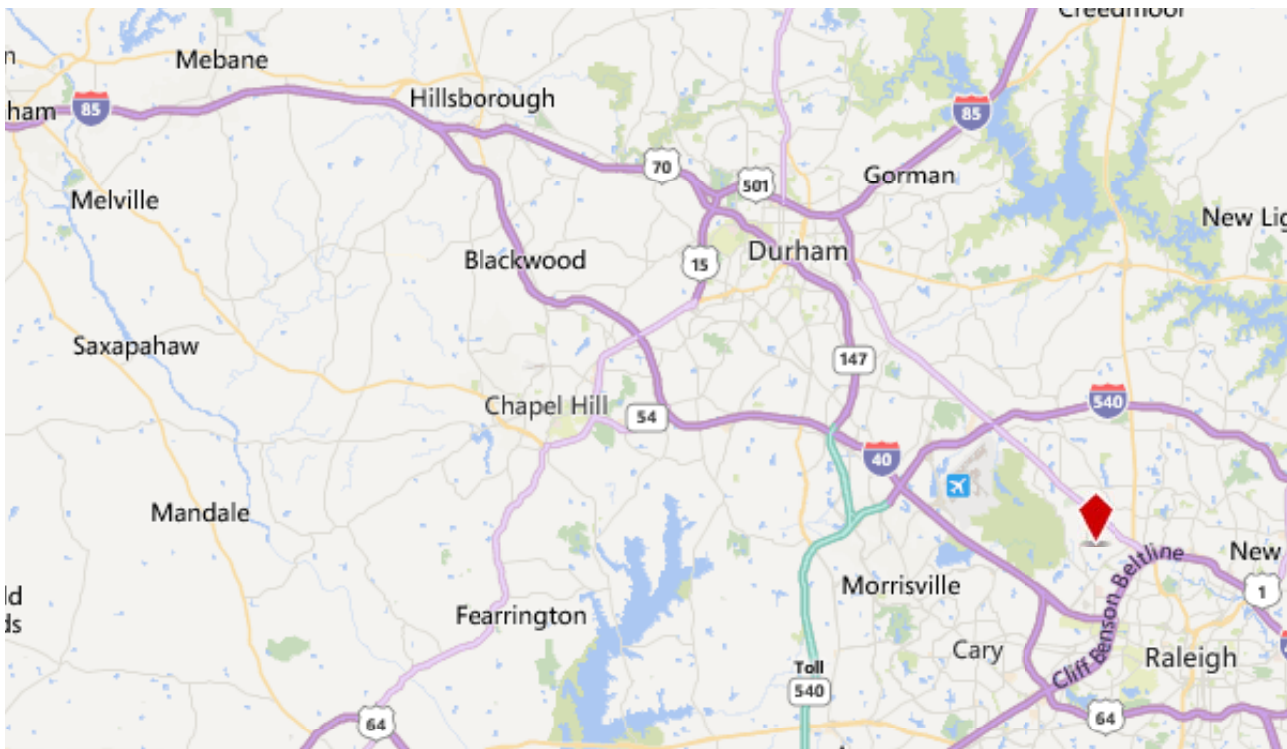 Creedmoor
Mebane
85
ham
Hillsborough
85
70
501
Gorman
Melville
New Lig
Durham
Blackwood
15
Saxapahaw
147
Chapel Hill
54
540
40
Mandale
New
Cliff Benson Beltline
Morrisville
1
ld
ds
Fearrington
Cary
Raleigh
Toll
540
64
64